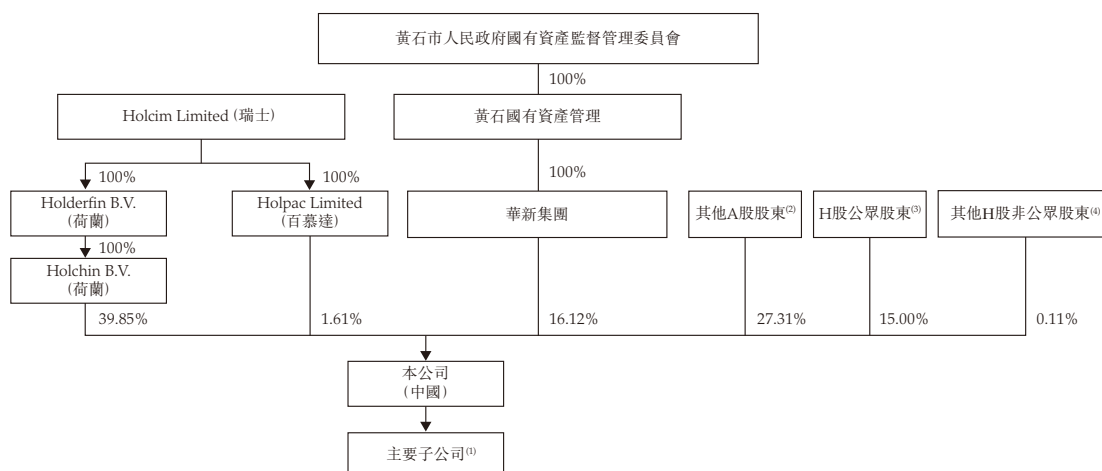 黃石市人民政府國有資產監督管理委員會
100%
Holcim Limited (瑞士)
黃石國有資產管理
100%
100%
100%
Holderfin B.V.
(荷蘭)
Holpac Limited
(百慕達)
華新集團
其他A股股東(2)
H股公眾股東(3)
其他H股非公眾股東(4)
100%
Holchin B.V.
(荷蘭)
39.85%
1.61%
16.12%
27.31%
15.00%
0.11%
本公司
(中國)
主要子公司(1)